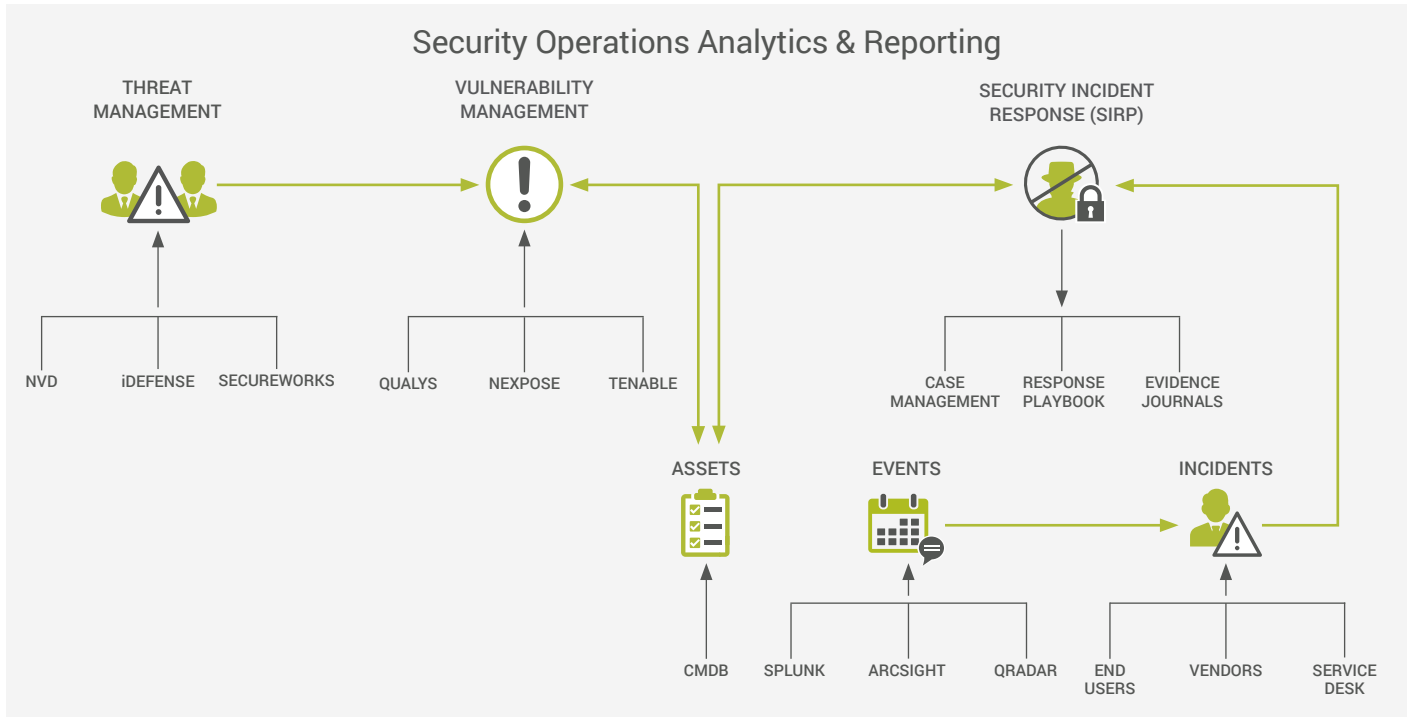 Security Operations Analytics & Reporting
THREAT
MANAGEMENT
VULNERABILITY
MANAGEMENT
SECURITY INCIDENT
RESPONSE (SIRP)
NVD
iDEFENSE
SECUREWORKS
QUALYS
NEXPOSE
TENABLE
CASE
MANAGEMENT
RESPONSE
PLAYBOOK
EVIDENCE
JOURNALS
ASSETS
EVENTS
INCIDENTS
CMDB
SPLUNK
ARCSIGHT
QRADAR
END
USERS
VENDORS
SERVICE
DESK